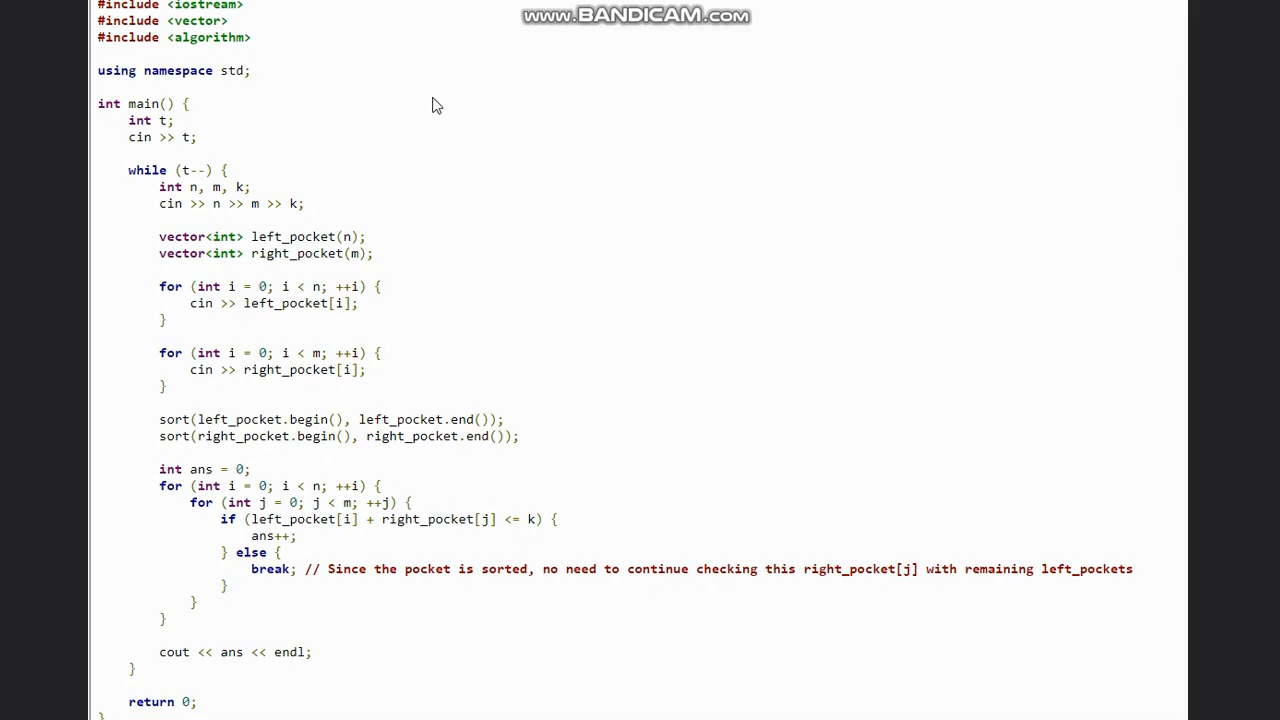 #include <iostream>
www.BANDICAM.com
#include <vector>
#include <algorithm>
using namespace std;
int main() {
int t;
cin >> t;
while (t--) {
int n, m, k;
cin >> n >> m >> k;
vector<int> left_pocket(n);
vector<int> right_pocket(m);
for (int i = 0; i < n; ++i) {
cin >> left_pocket[i];
}
for (int i = 0; i < m; ++i) {
cin >> right_pocket[i];
}
sort(left_pocket.begin(), left_pocket.end());
sort(right_pocket.begin(), right_pocket.end());
int ans = 0;
for (int i = 0; i < n; ++i) {
for (int j = 0; j < m; ++j) {
if (left_pocket[i] + right_pocket[j] <= k) {
ans++;
} else {
break; // Since the pocket is sorted, no need to continue checking this right_pocket[j] with remaining left_pockets
}
}
}
cout << ans << endl;
}
return 0;
}